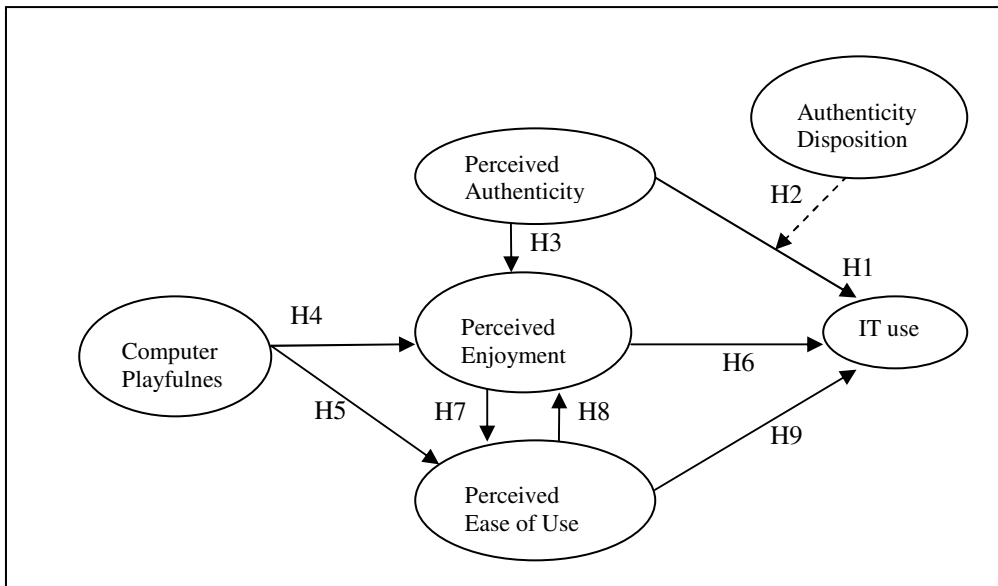 Authenticity
Disposition
Perceived
Authenticity
H2
H3
H1
H4
Perceived
Enjoyment
IT use
Computer
Playfulnes
H6
H5
H7
H8
H9
Perceived
Ease of Use